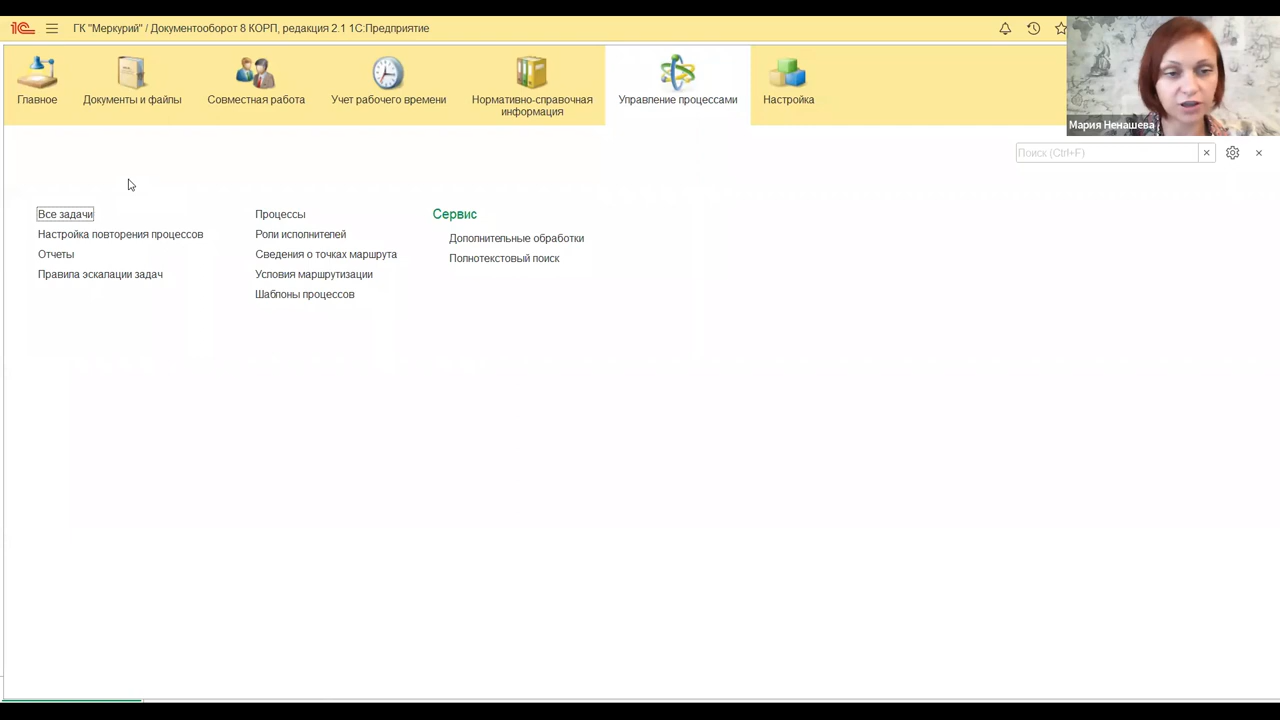 ГК "Меркурий" / Документооборот 8 КОРП, редакция 2.1 1С:Предприятие
Главное
Документы и файлы
Совместная работа
Учет рабочего времени
Нормативно-справочная
информация
Управление процессами
Настройка
Мария Ненашева
Поиск (Ctrl+F)
Все задачи
Настройка повторения процессов
Отчеты
Правила эскалации задач
Процессы
Роли исполнителей
Сведения о точках маршрута
Условия маршрутизации
Шаблоны процессов
Сервис
Дополнительные обработки
Полнотекстовый поиск